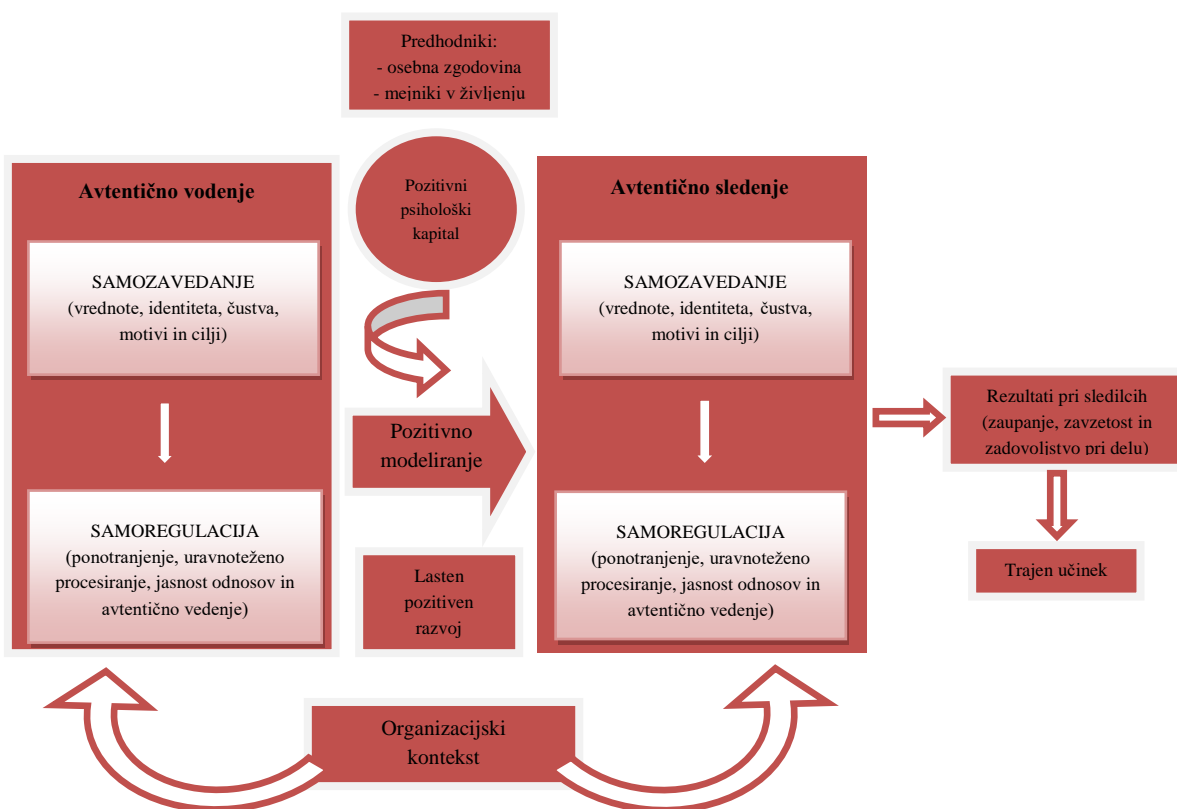 Predhodniki:
- osebna zgodovina
- mejniki v življenju
Avtentično vodenje
SAMOZAVEDANJE
(vrednote, identiteta, čustva,
motivi in cilji)
SAMOREGULACIJA
(ponotranjenje, uravnoteženo
procesiranje, jasnost odnosov in
avtentično vedenje)
Pozitivni
psihološki
kapital
Pozitivno
modeliranje
Lasten
pozitiven
razvoj
Avtentično sledenje
SAMOZAVEDANJE
(vrednote, identiteta, čustva,
motivi in cilji)
SAMOREGULACIJA
(ponotranjenje, uravnoteženo
procesiranje, jasnost odnosov in
avtentično vedenje)
Rezultati pri sledilcih
(zaupanje, zavzetost in
zadovoljstvo pri delu)
Trajen učinek
Organizacijski
kontekst